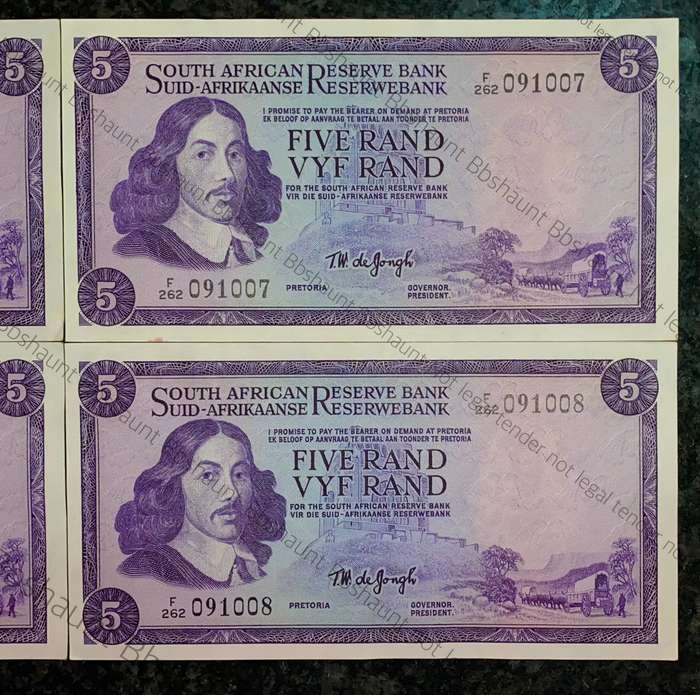 5
5
5
SOUTH AFRICAN RESERVE BANK
SUID-AFRIKAANSE RESERWEBANK
F/262 091007
I PROMISE TO PAY THE BEARER ON DEMAND AT PRETORIA
EK BELOOF OP AANVRAAG TE BETAAL AAN TOONDER TE PRETORIA
FIVE RAND
VYF RAND
FOR THE SOUTH AFRICAN RESERVE BANK
VIR DIE SUID-AFRIKAANSE RESERWEBANK
T.W. de Jongh
F/262 091007
PRETORIA
GOVERNOR.
PRESIDENT.
5
5
5
5
SOUTH AFRICAN RESERVE BANK
SUID-AFRIKAANSE RESERWEBANK
F/262 091008
I PROMISE TO PAY THE BEARER ON DEMAND AT PRETORIA
EK BELOOF OP AANVRAAG TE BETAAL AAN TOONDER TE PRETORIA
FIVE RAND
VYF RAND
FOR THE SOUTH AFRICAN RESERVE BANK
VIR DIE SUID-AFRIKAANSE RESERWEBANK
T.W. de Jongh
F/262 091008
PRETORIA
GOVERNOR.
PRESIDENT.
5
Bbshaunt Bbshaunt Bbshaunt not legal tender not legal tender not